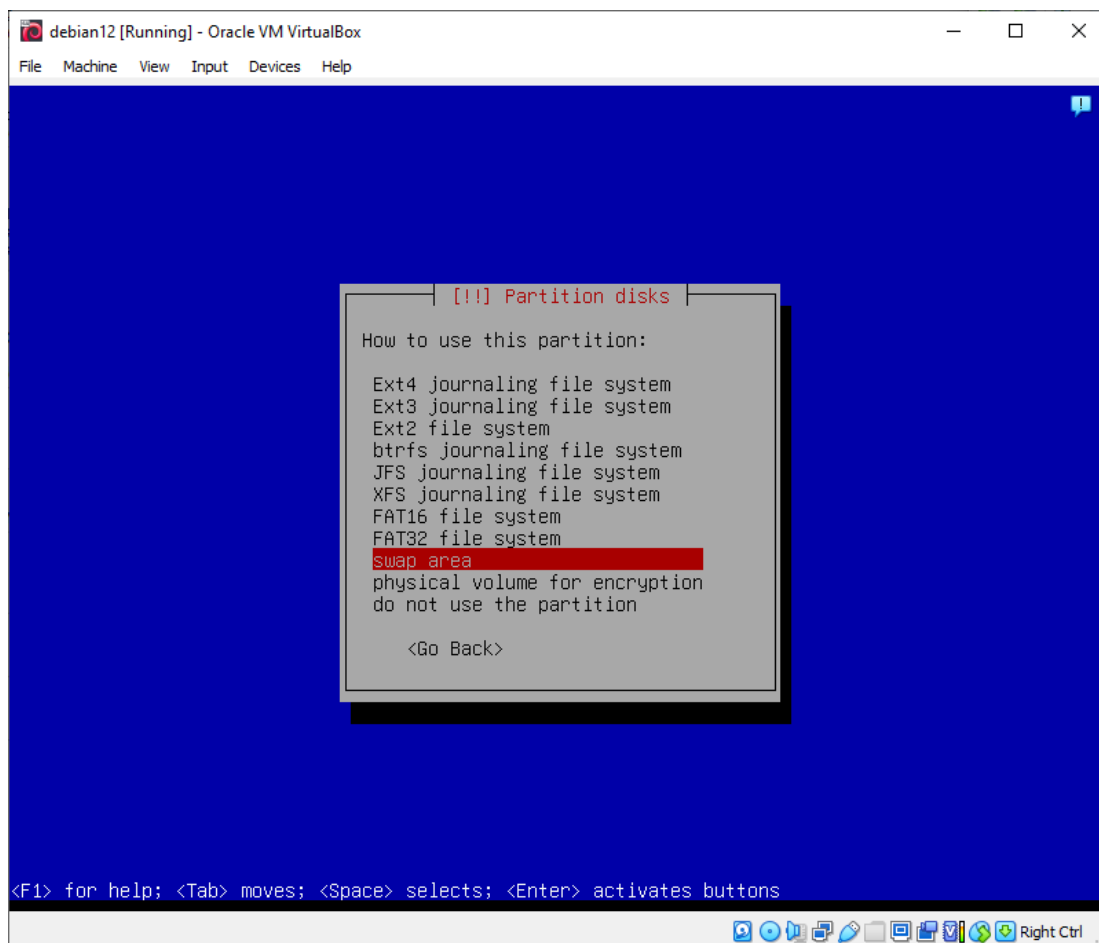 debian12 [Running] - Oracle VM VirtualBox
File Machine View Input Devices Help
[!!] Partition disks
How to use this partition:
Ext4 journaling file system
Ext3 journaling file system
Ext2 file system
btrfs journaling file system
JFS journaling file system
XFS journaling file system
FAT16 file system
FAT32 file system
swap area
physical volume for encryption
do not use the partition
<Go Back>
<F1> for help; <Tab> moves; <Space> selects; <Enter> activates buttons
Right Ctrl